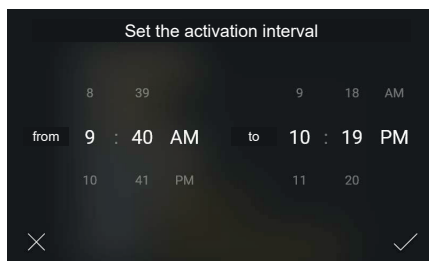 Set the activation interval
8 39 9 18 AM
from 9 : 40 AM to 10 : 19 PM
10 41 PM 11 20